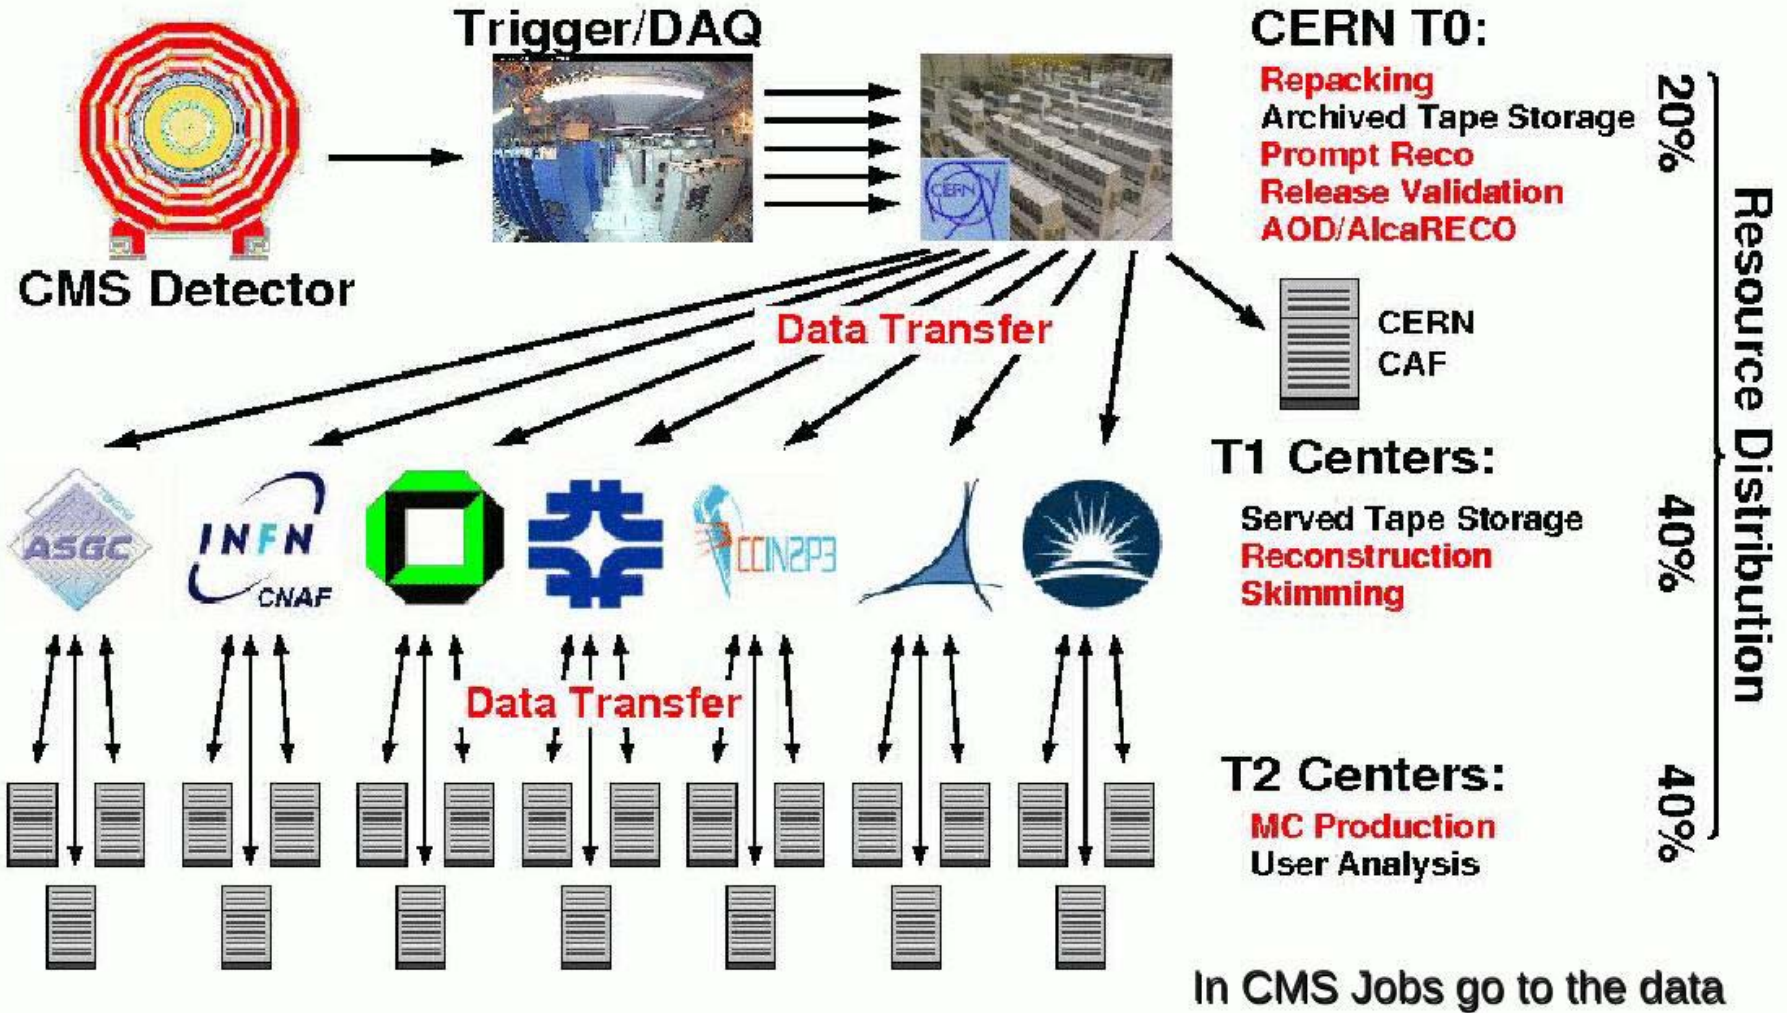 Trigger/DAQ
CERN T0:
Repacking
Archived Tape Storage
Prompt Reco
Release Validation
AOD/AlcaRECO
20%
CERN
CMS Detector
Data Transfer
CERN
CAF
Resource Distribution
T1 Centers:
Served Tape Storage
Reconstruction
Skimming
40%
ASGC
INFN
CNAF
CCIN2P3
Data Transfer
T2 Centers:
MC Production
User Analysis
40%
In CMS Jobs go to the data